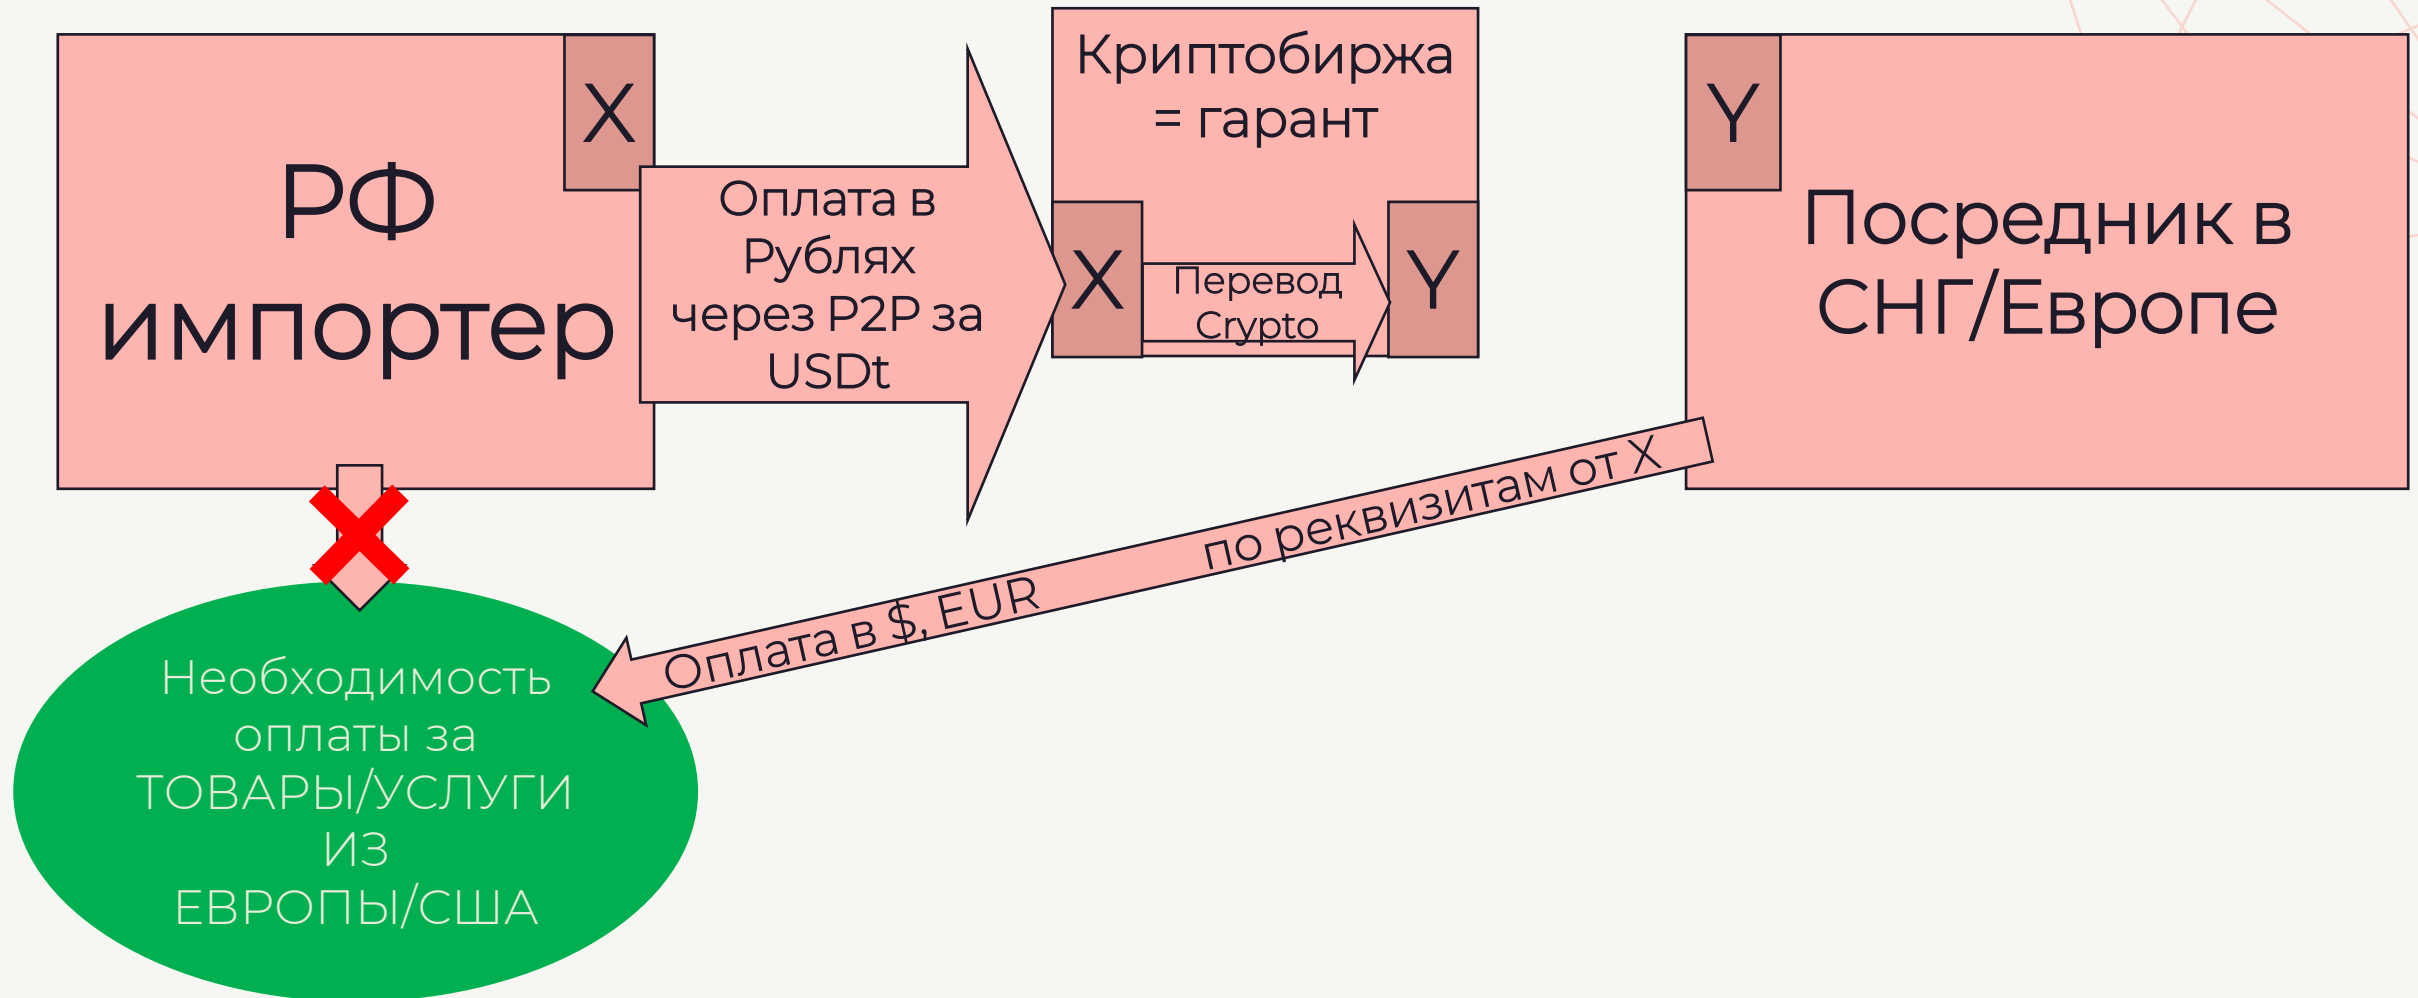 РФ
импортер
X
Оплата в
Рублях
через P2P за
USDt
Криптобиржа
= гарант
X
Перевод
Crypto
Y
Y
Посредник в
СНГ/Европе
Оплата в $, EUR по реквизитам от X
Необходимость
оплаты за
ТОВАРЫ/УСЛУГИ
ИЗ
ЕВРОПЫ/США